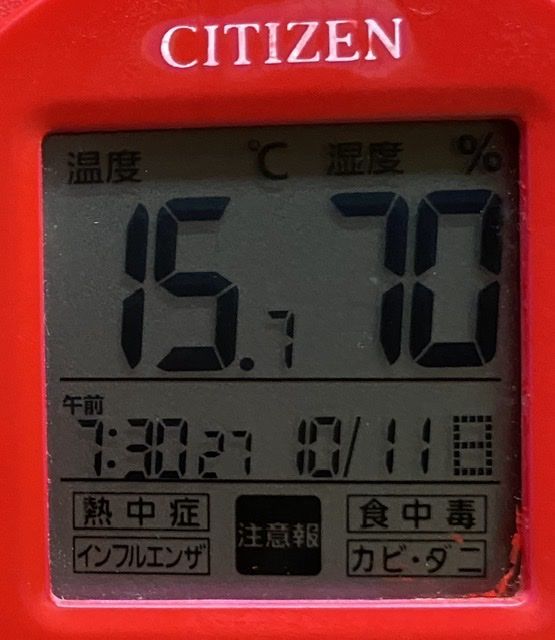 CITIZEN
温度 ℃ 湿度 %
15.7 70
午前
7:30 27 10/11 日
熱中症 注意報 食中毒
インフルエンザ カビ・ダニ